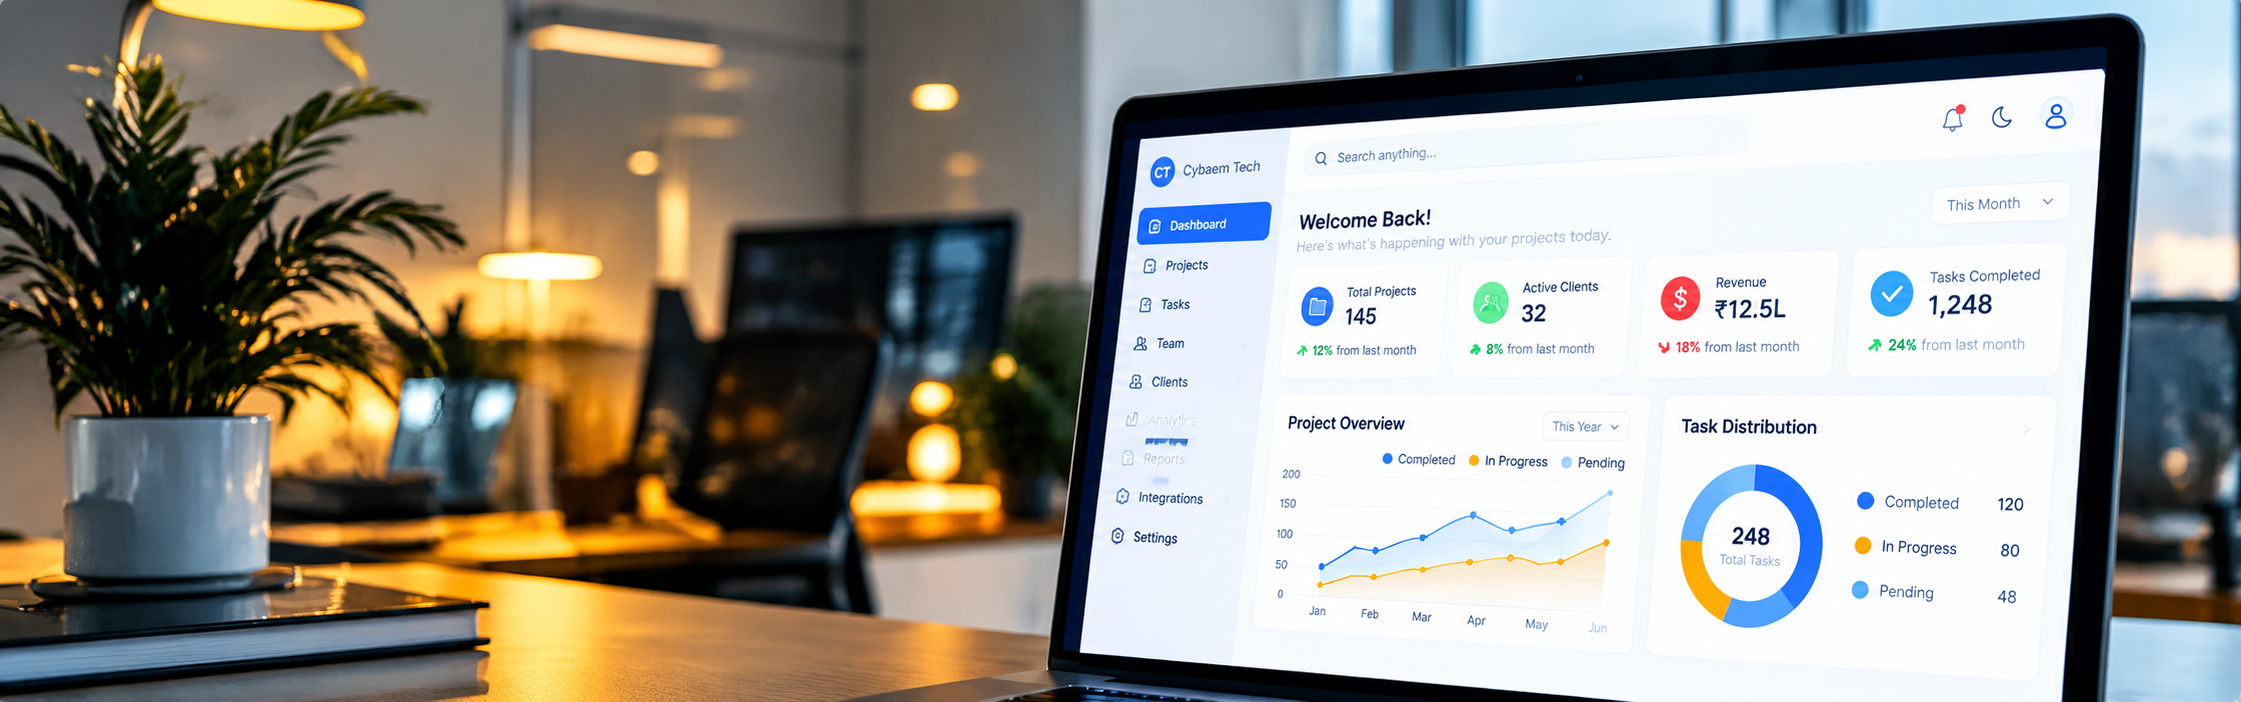 CT Cybaem Tech
Search anything...
Dashboard
Projects
Tasks
Team
Clients
Analytics
Reports
Integrations
Settings
Welcome Back!
Here's what's happening with your projects today.
This Month
Total Projects
145
12% from last month
Active Clients
32
8% from last month
$
Revenue
₹12.5L
18% from last month
Tasks Completed
1,248
24% from last month
Project Overview
This Year
Completed In Progress Pending
200
150
100
50
0
Jan Feb Mar Apr May Jun
Task Distribution
248
Total Tasks
Completed 120
In Progress 80
Pending 48